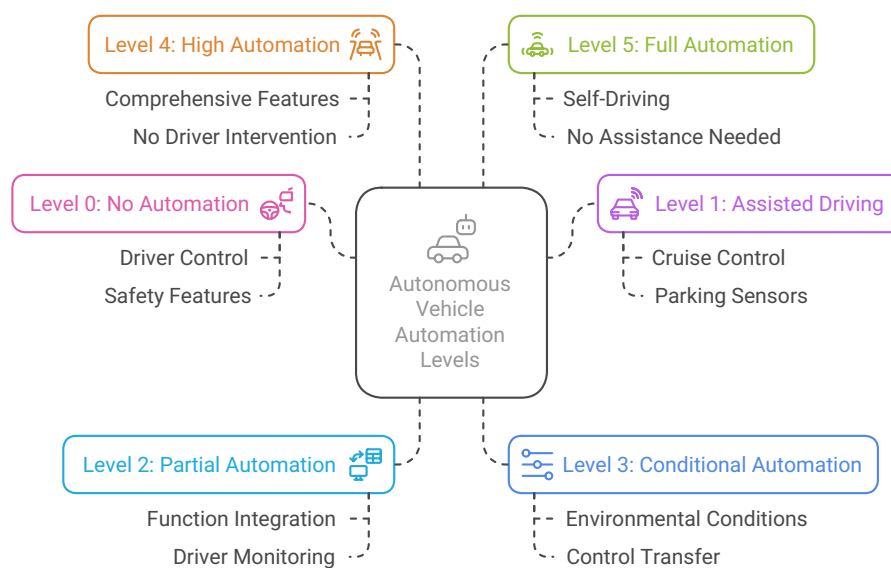 Level 4: High Automation
Comprehensive Features
No Driver Intervention
Level 5: Full Automation
Self-Driving
No Assistance Needed
Level 0: No Automation
Driver Control
Safety Features
Autonomous
Vehicle
Automation
Levels
Level 1: Assisted Driving
Cruise Control
Parking Sensors
Level 2: Partial Automation
Function Integration
Driver Monitoring
Level 3: Conditional Automation
Environmental Conditions
Control Transfer